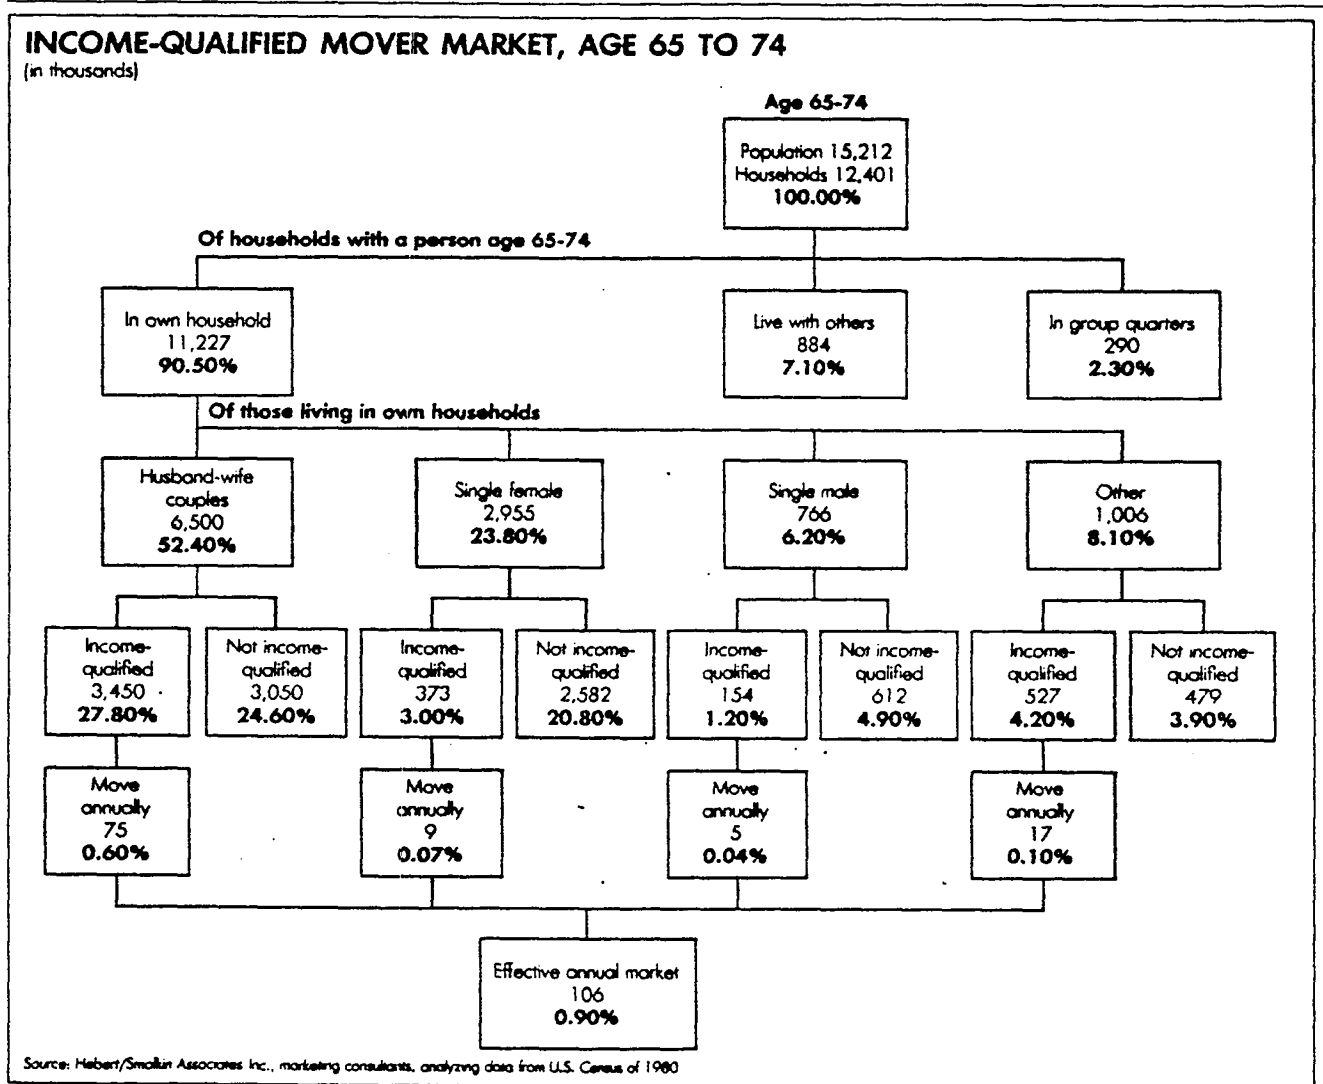 INCOME-QUALIFIED MOVER MARKET, AGE 65 TO 74
(in thousands)
Age 65-74
Population 15,212
Households 12,401
100.00%
Of households with a person age 65-74
In own household
11,227
90.50%
Live with others
884
7.10%
In group quarters
290
2.30%
Of those living in own households
Husband-wife
couples
6,500
52.40%
Single female
2,955
23.80%
Single male
766
6.20%
Other
1,006
8.10%
Income-
qualified
3,450
27.80%
Not income-
qualified
3,050
24.60%
Income-
qualified
373
3.00%
Not income-
qualified
2,582
20.80%
Income-
qualified
154
1.20%
Not income-
qualified
612
4.90%
Income-
qualified
527
4.20%
Not income-
qualified
479
3.90%
Move
annually
75
0.60%
Move
annually
9
0.07%
Move
annually
5
0.04%
Move
annually
17
0.10%
Effective annual market
106
0.90%
Source: Hebert/Smolkin Associates Inc., marketing consultants, analyzing data from U.S. Census of 1980